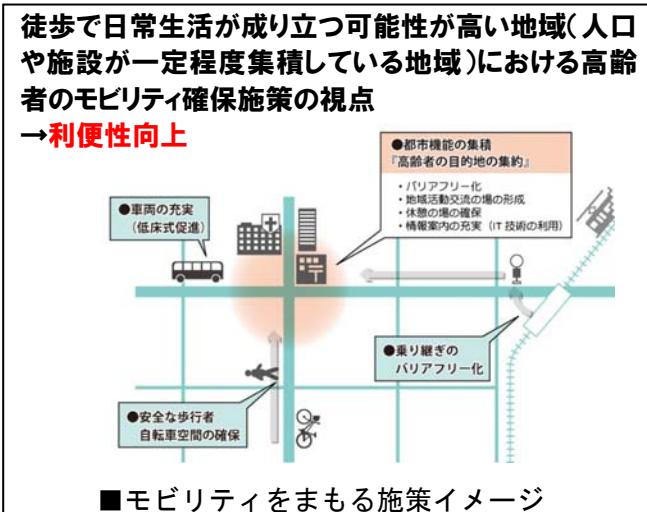 徒歩で日常生活が成り立つ可能性が高い地域（人口
や施設が一定程度集積している地域）における高齢
者のモビリティ確保施策の視点
→利便性向上
●都市機能の集積
『高齢者の目的地の集約』
・バリアフリー化
・地域活動交流の場の形成
・休憩の場の確保
・情報案内の充実（IT技術の利用）
●車両の充実
（低床式促進）
●乗り継ぎの
バリアフリー化
●安全な歩行者
自転車空間の確保
■モビリティをまもる施策イメージ